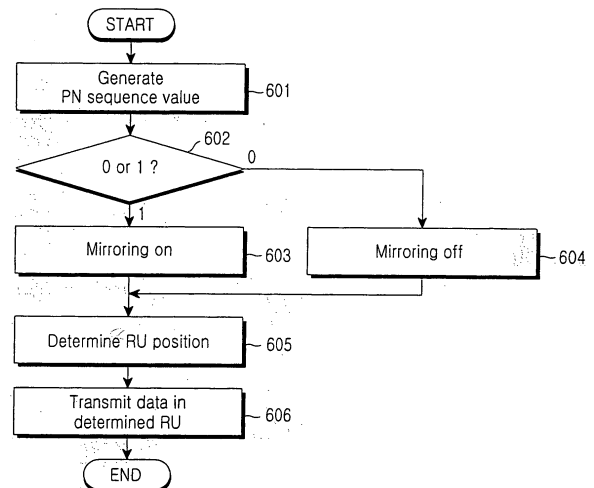 START
Generate
PN sequence value
601
602
0 or 1 ?
0
1
Mirroring on
603
Mirroring off
604
Determine RU position
605
Transmit data in
determined RU
606
END